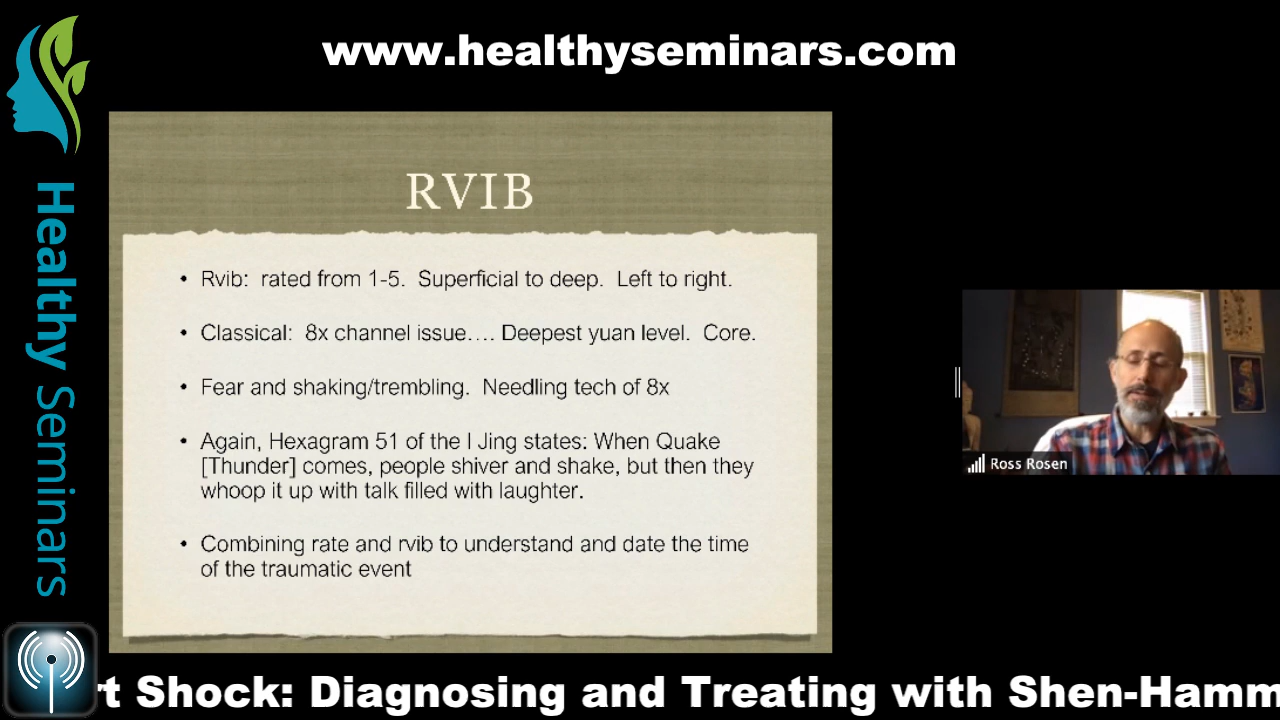 www.healthyseminars.com
Healthy Seminars
RVIB
• Rvib: rated from 1-5. Superficial to deep. Left to right.
• Classical: 8x channel issue…. Deepest yuan level. Core.
• Fear and shaking/trembling. Needling tech of 8x
• Again, Hexagram 51 of the I Jing states: When Quake
[Thunder] comes, people shiver and shake, but then they
whoop it up with talk filled with laughter.
• Combining rate and rvib to understand and date the time
of the traumatic event
Ross Rosen
rt Shock: Diagnosing and Treating with Shen-Hamm